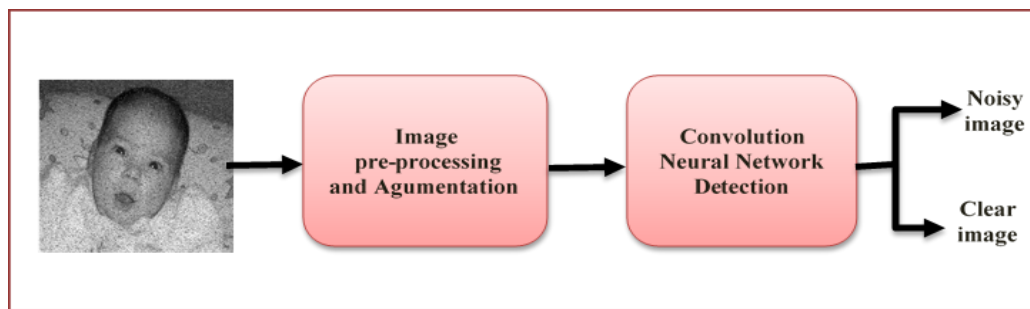 Image
pre-processing
and Agumentation
Convolution
Neural Network
Detection
Noisy
image
Clear
image